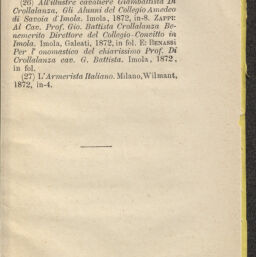 (26) All'illustre cavaliere Giambattista Di
Crollalanza, Gli Alunni del Collegio Amedeo
di Savoia d'Imola. Imola, 1872, in-8. ZAPPI:
Al Cav. Prof. Gio. Battista Crollalanza Be-
nemerito Direttore del Collegio-Convitto in
Imola. Imola, Galeati, 1872, in fol. E: BENASSI
Per l'onomastico del chiarissimo Prof. Di
Crollalanza cav. G. Battista. Imola, 1872,
in fol.
(27) L'Armerista Italiano. Milano, Wilmant,
1872, in-4.